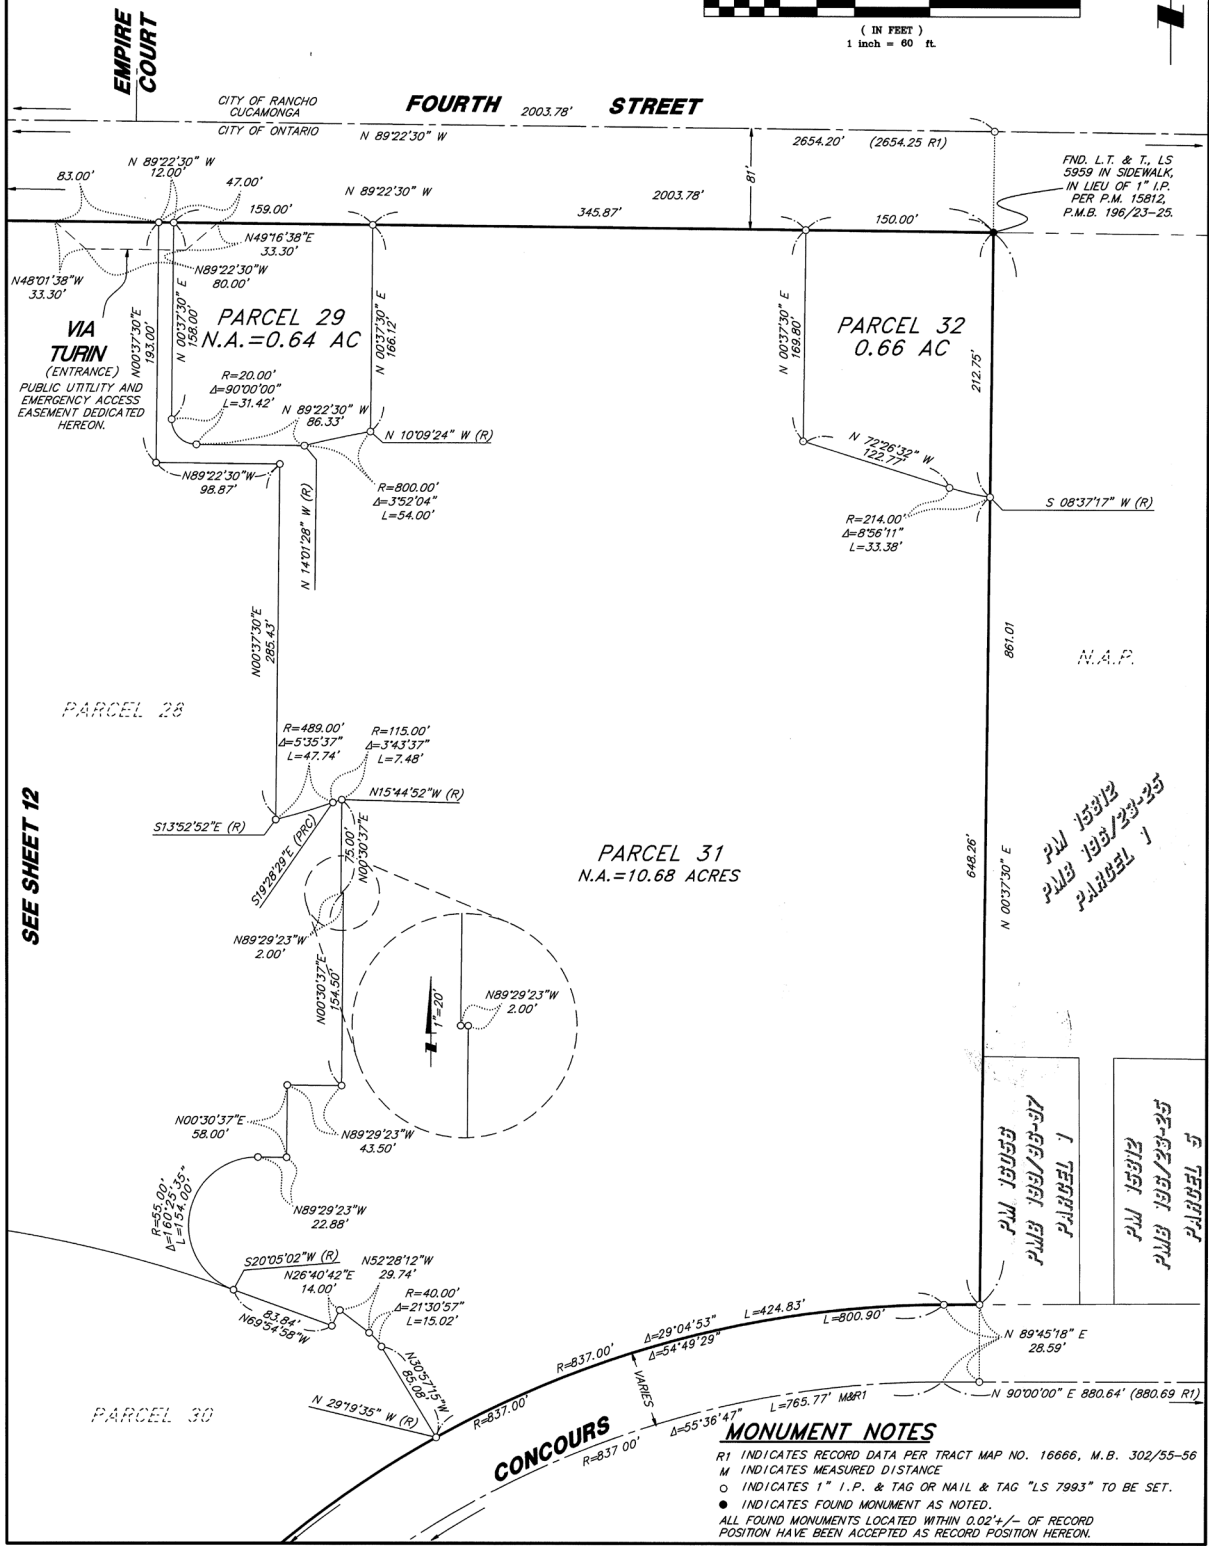 ( IN FEET )
1 inch = 60 ft.
EMPIRE
COURT
CITY OF RANCHO
CUCAMONGA
CITY OF ONTARIO
FOURTH STREET
2003.78'
N 89°22'30" W
2654.20' (2654.25 R1)
81'
FND. L.T. & T., LS
5959 IN SIDEWALK,
IN LIEU OF 1" I.P.
PER P.M. 15812,
P.M.B. 196/23-25.
83.00'
N 89°22'30" W
12.00'
47.00'
159.00'
N 89°22'30" W
345.87'
2003.78'
150.00'
N49°16'38"E
33.30'
N89°22'30"W
80.00'
N48°01'38"W
33.30'
VIA
TURIN
(ENTRANCE)
PUBLIC UTITLITY AND
EMERGENCY ACCESS
EASEMENT DEDICATED
HEREON.
N00°37'30"E
193.00'
N 00°37'30" E
158.00'
PARCEL 29
N.A.=0.64 AC
N 00°37'30" E
166.12'
N 00°37'30" E
169.80'
PARCEL 32
0.66 AC
212.75'
R=20.00'
Δ=90°00'00"
L=31.42'
N 89°22'30" W
86.33'
N 10°09'24" W (R)
N89°22'30"W
98.87'
N 14°01'28" W (R)
R=800.00'
Δ=3°52'04"
L=54.00'
N 72°26'32" W
122.77'
R=214.00'
Δ=8°56'11"
L=33.38'
S 08°37'17" W (R)
N00°37'30"E
285.43'
861.01
N.A.P.
PARCEL 28
R=489.00'
Δ=5°35'37"
L=47.74'
R=115.00'
Δ=3°43'37"
L=7.48'
N15°44'52"W (R)
S13°52'52"E (R)
S19°28'29"E (PRC)
75.00'
N00°30'37"E
PARCEL 31
N.A.=10.68 ACRES
648.26'
N 00°37'30" E
PM 15812
PMB 196/23-25
PARCEL 1
SEE SHEET 12
N89°29'23"W
2.00'
N00°30'37"E
154.50'
1"=20'
N89°29'23"W
2.00'
N00°30'37"E
58.00'
N89°29'23"W
43.50'
N89°29'23"W
22.88'
R=55.00'
Δ=160°25'35"
L=154.00'
PM 16056
PMB 199/86-87
PARCEL 1
PM 15812
PMB 196/23-25
PARCEL 5
S20°05'02"W (R)
N26°40'42"E
14.00'
N52°28'12"W
29.74'
R=40.00'
Δ=21°30'57"
L=15.02'
83.84'
N69°54'58"W
N30°57'15"W
85.08'
N 29°19'35" W (R)
PARCEL 30
R=837.00'
R=837.00'
Δ=29°04'53"
Δ=54°49'29"
L=424.83'
L=800.90'
VARIES
N 89°45'18" E
28.59'
N 90°00'00" E 880.64' (880.69 R1)
L=765.77' M&R1
Δ=55°36'47"
R=837.00'
CONCOURS
MONUMENT NOTES
R1 INDICATES RECORD DATA PER TRACT MAP NO. 16666, M.B. 302/55-56
M INDICATES MEASURED DISTANCE
○ INDICATES 1" I.P. & TAG OR NAIL & TAG "LS 7993" TO BE SET.
● INDICATES FOUND MONUMENT AS NOTED.
ALL FOUND MONUMENTS LOCATED WITHIN 0.02'+/- OF RECORD
POSITION HAVE BEEN ACCEPTED AS RECORD POSITION HEREON.